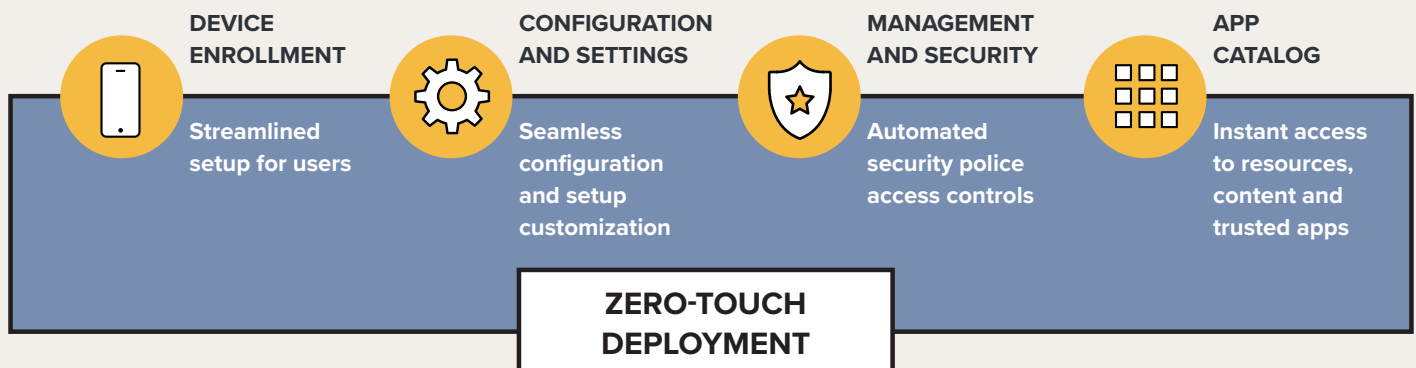 DEVICE
ENROLLMENT
Streamlined
setup for users
CONFIGURATION
AND SETTINGS
Seamless
configuration
and setup
customization
MANAGEMENT
AND SECURITY
Automated
security police
access controls
APP
CATALOG
Instant access
to resources,
content and
trusted apps
ZERO-TOUCH
DEPLOYMENT